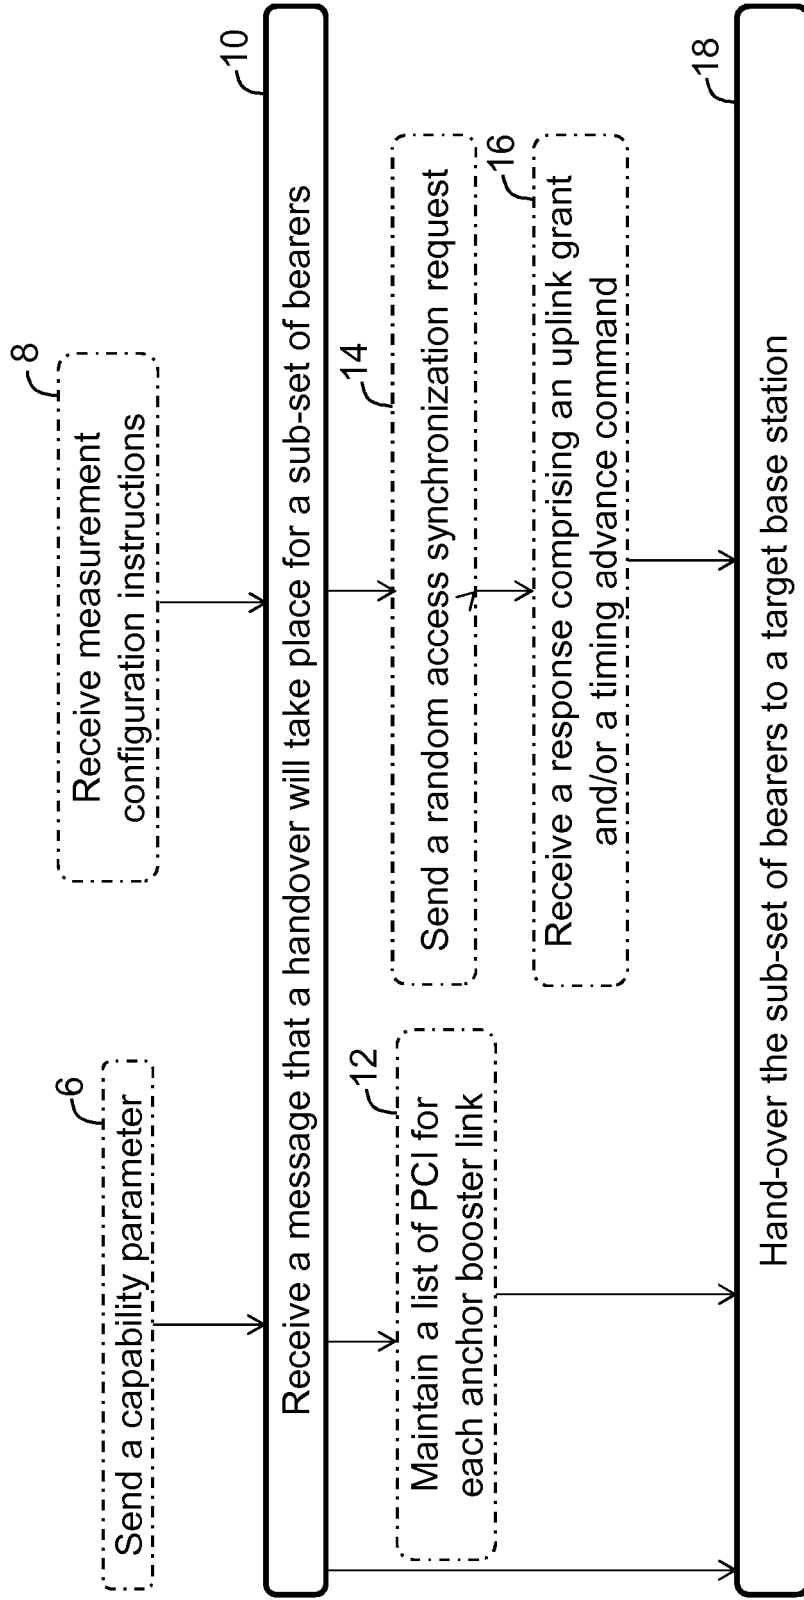 6
Send a capability parameter
8
Receive measurement
configuration instructions
10
Receive a message that a handover will take place for a sub-set of bearers
12
Maintain a list of PCI for
each anchor booster link
14
Send a random access synchronization request
16
Receive a response comprising an uplink grant
and/or a timing advance command
18
Hand-over the sub-set of bearers to a target base station